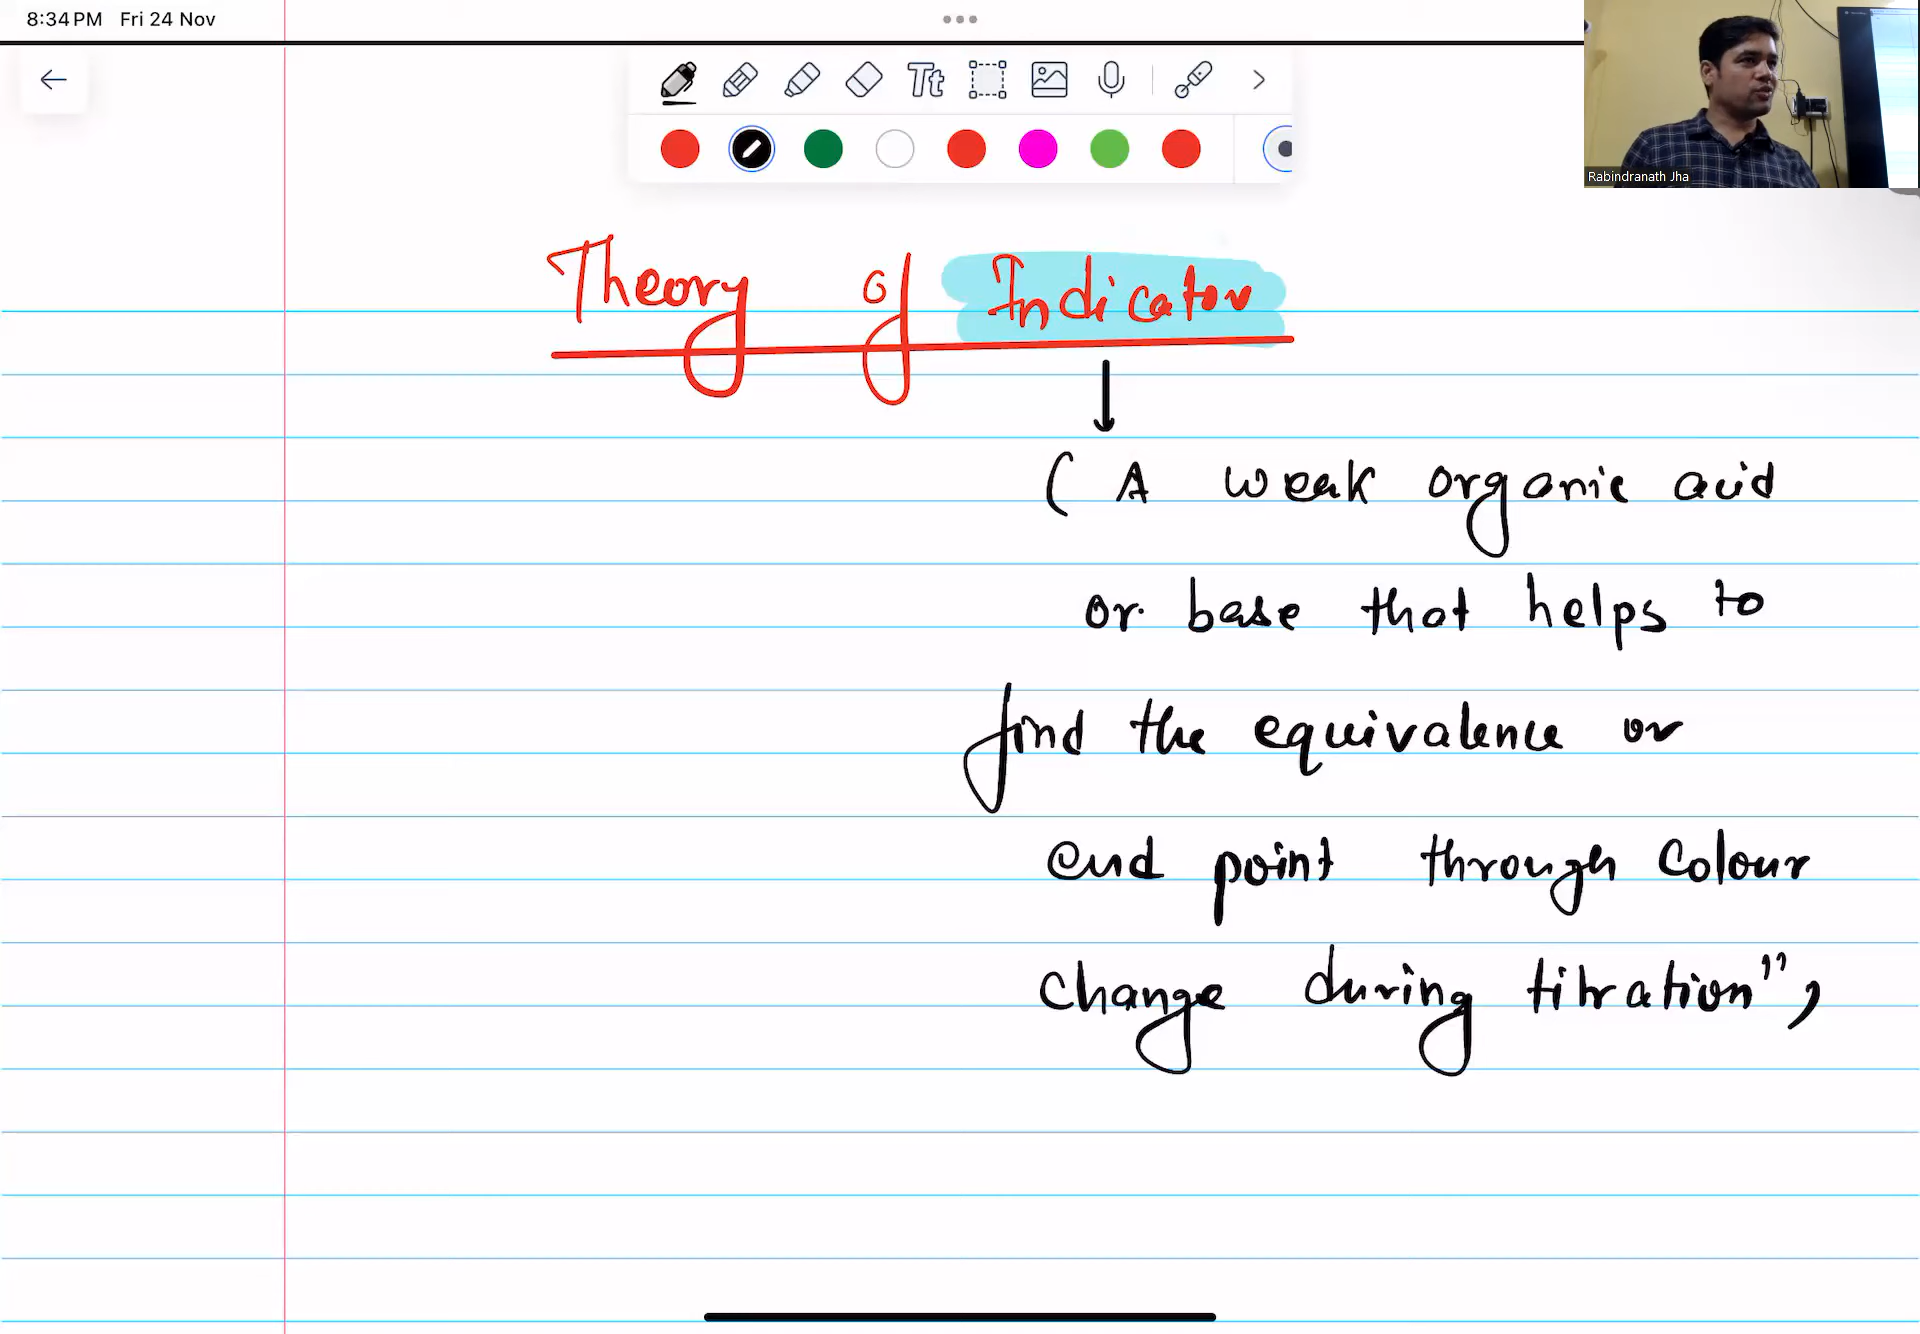 8:34 PM Fri 24 Nov
Tt
Rabindranath Jha
Theory of Indicator
( A weak organic acid
or base that helps to
find the equivalence or
end point through colour
change during titration",